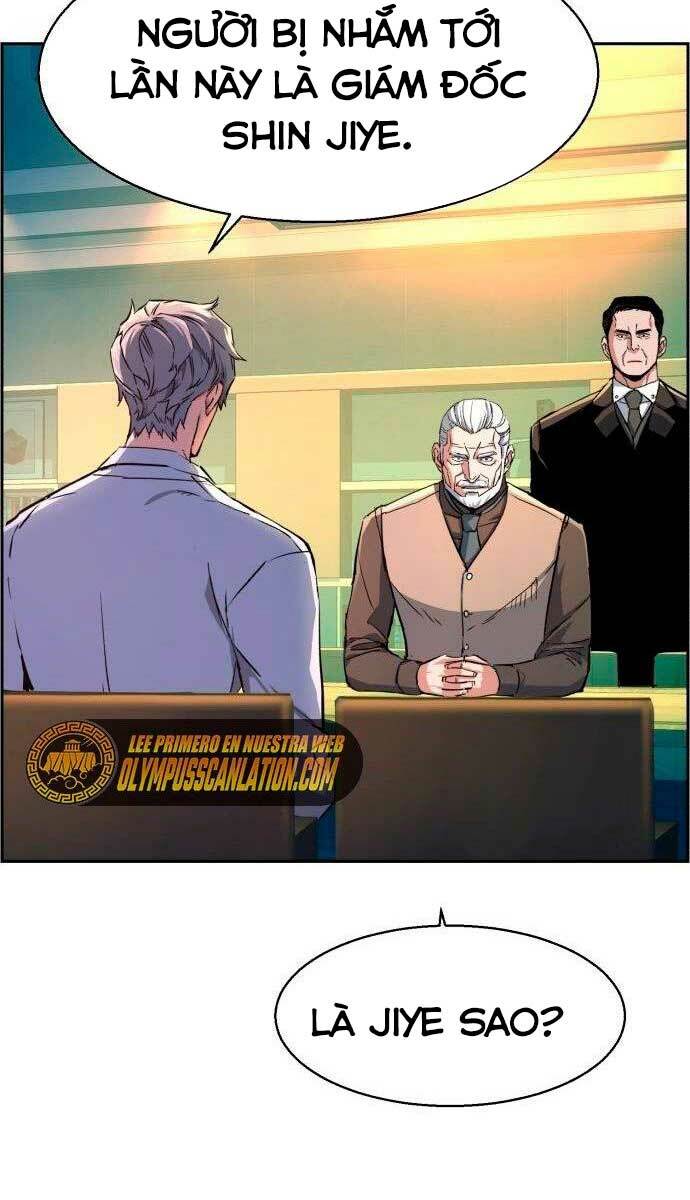 NGƯỜI BỊ NHẮM TỚI
LẦN NÀY LÀ GIÁM ĐỐC
SHIN JIYE.
LEE PRIMERO EN NUESTRA WEB
OLYMPUSSCANLATION.COM
LÀ JIYE SAO?